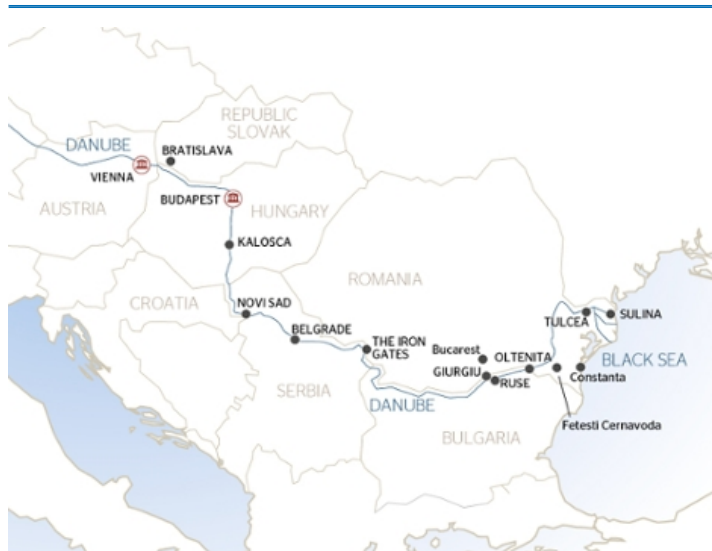 REPUBLIC
SLOVAK
DANUBE
BRATISLAVA
VIENNA
AUSTRIA
BUDAPEST
HUNGARY
KALOSCA
ROMANIA
CROATIA
NOVI SAD
BELGRADE
THE IRON
GATES
SERBIA
DANUBE
Bucarest
GIURGIU
RUSE
OLTENITA
TULCEA
SULINA
BLACK SEA
Constanta
Fetesti Cernavoda
BULGARIA